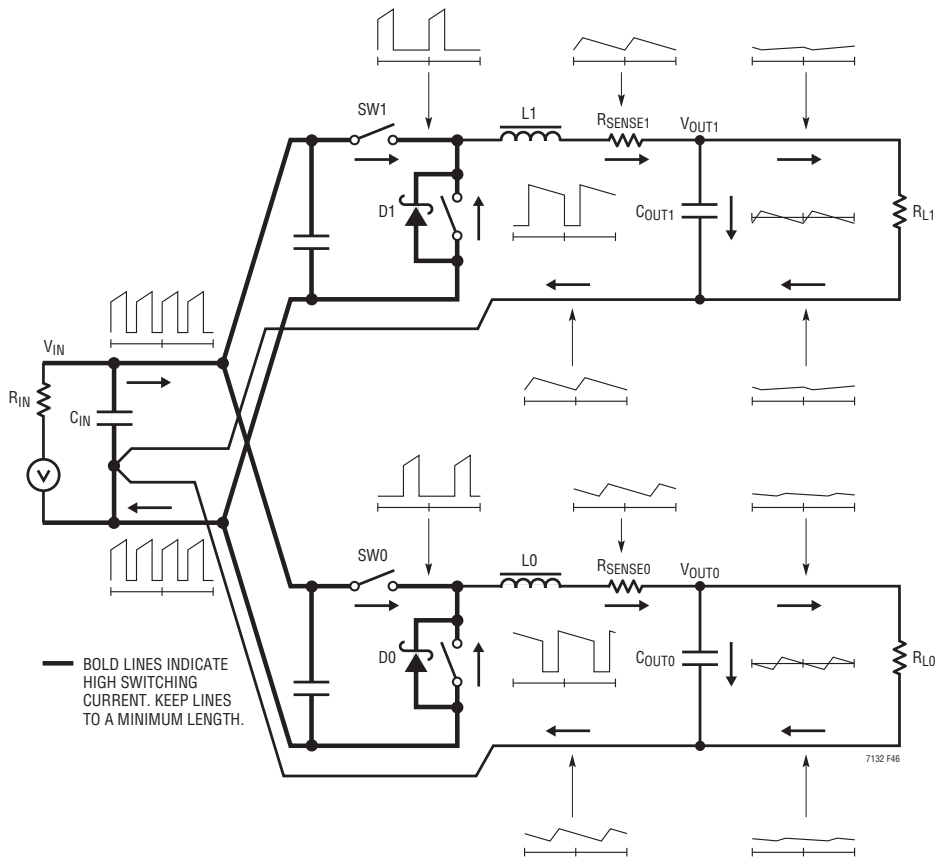 SW1
L1
RSENSE1
VOUT1
D1
COUT1
RL1
VIN
RIN
CIN
V
SW0
L0
RSENSE0
VOUT0
D0
COUT0
RL0
BOLD LINES INDICATE
HIGH SWITCHING
CURRENT. KEEP LINES
TO A MINIMUM LENGTH.
7132 F46